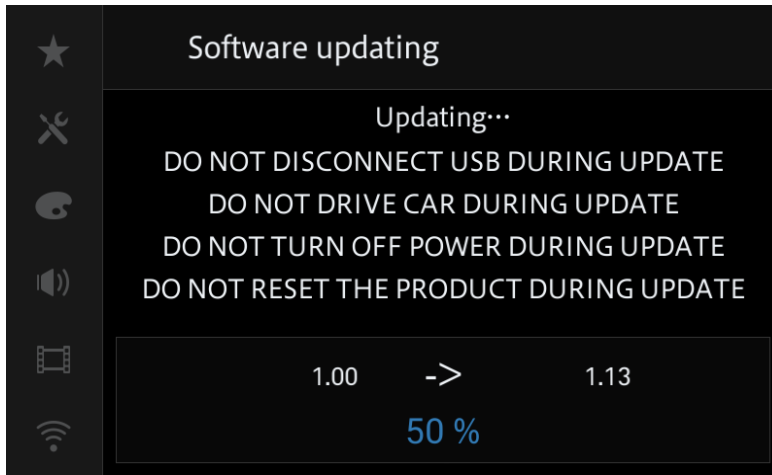 Software updating
Updating⋯
DO NOT DISCONNECT USB DURING UPDATE
DO NOT DRIVE CAR DURING UPDATE
DO NOT TURN OFF POWER DURING UPDATE
DO NOT RESET THE PRODUCT DURING UPDATE
1.00 -> 1.13
50 %